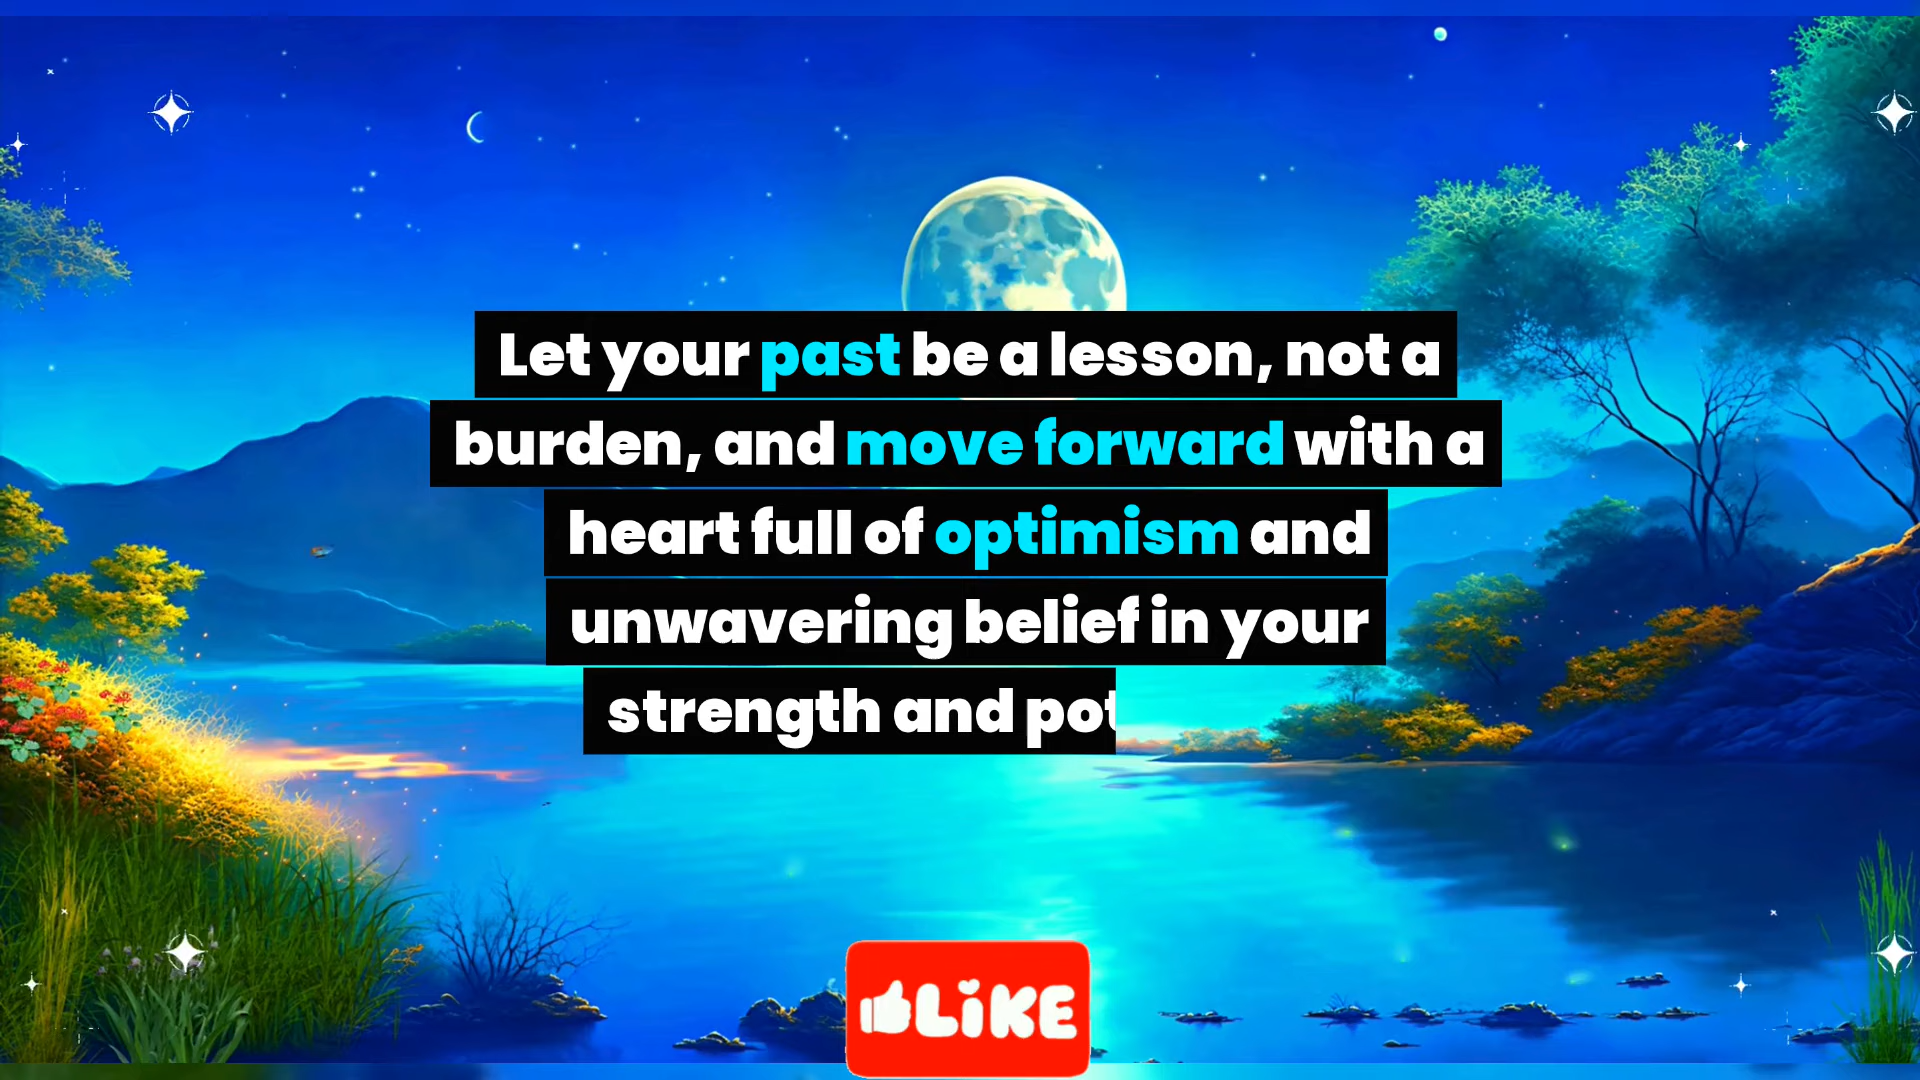 Let your past be a lesson, not a
burden, and move forward with a
heart full of optimism and
unwavering belief in your
strength and pot
LiKE